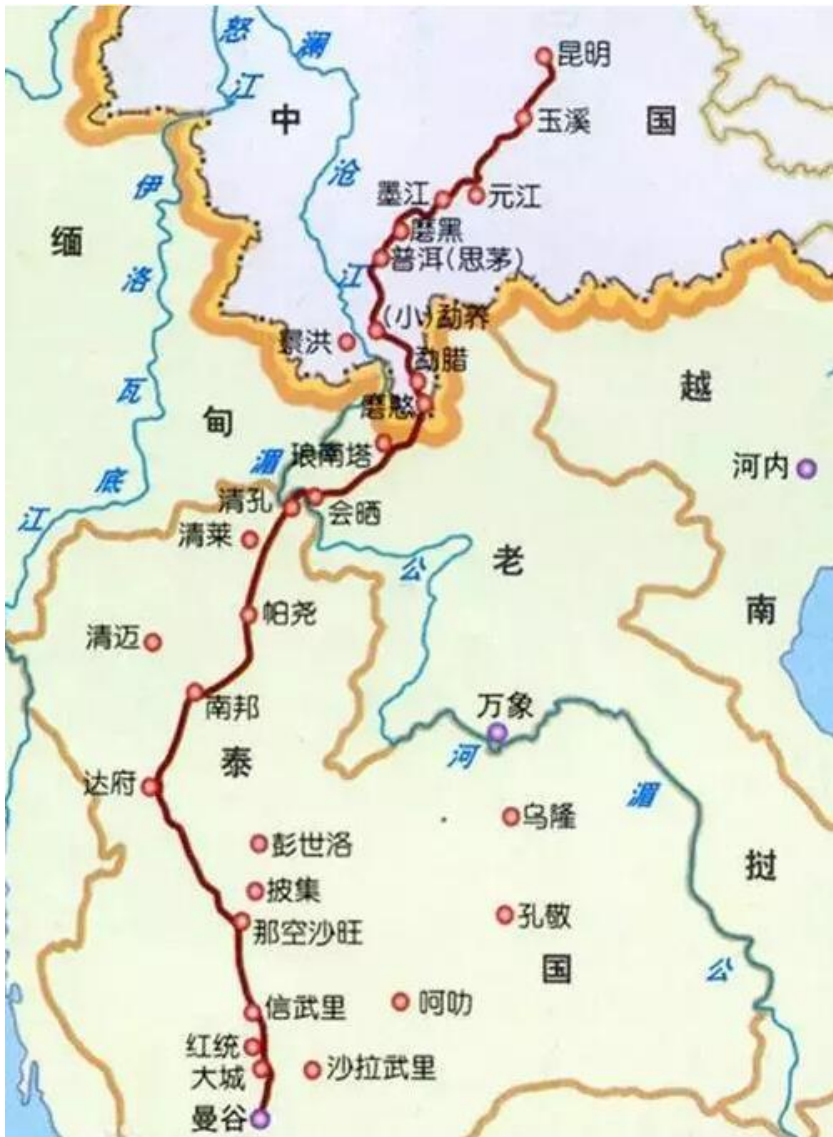 怒江
澜沧江
昆明
中国
玉溪
伊洛瓦底江
墨江
元江
缅甸
磨黑
普洱(思茅)
(小)勐养
景洪
勐腊
越南
磨憨
琅南塔
湄公河
河内
清孔
会晒
清莱
老挝
帕尧
清迈
南邦
万象
泰国
达府
湄公
乌隆
彭世洛
披集
孔敬
那空沙旺
信武里
呵叻
红统
大城
沙拉武里
曼谷